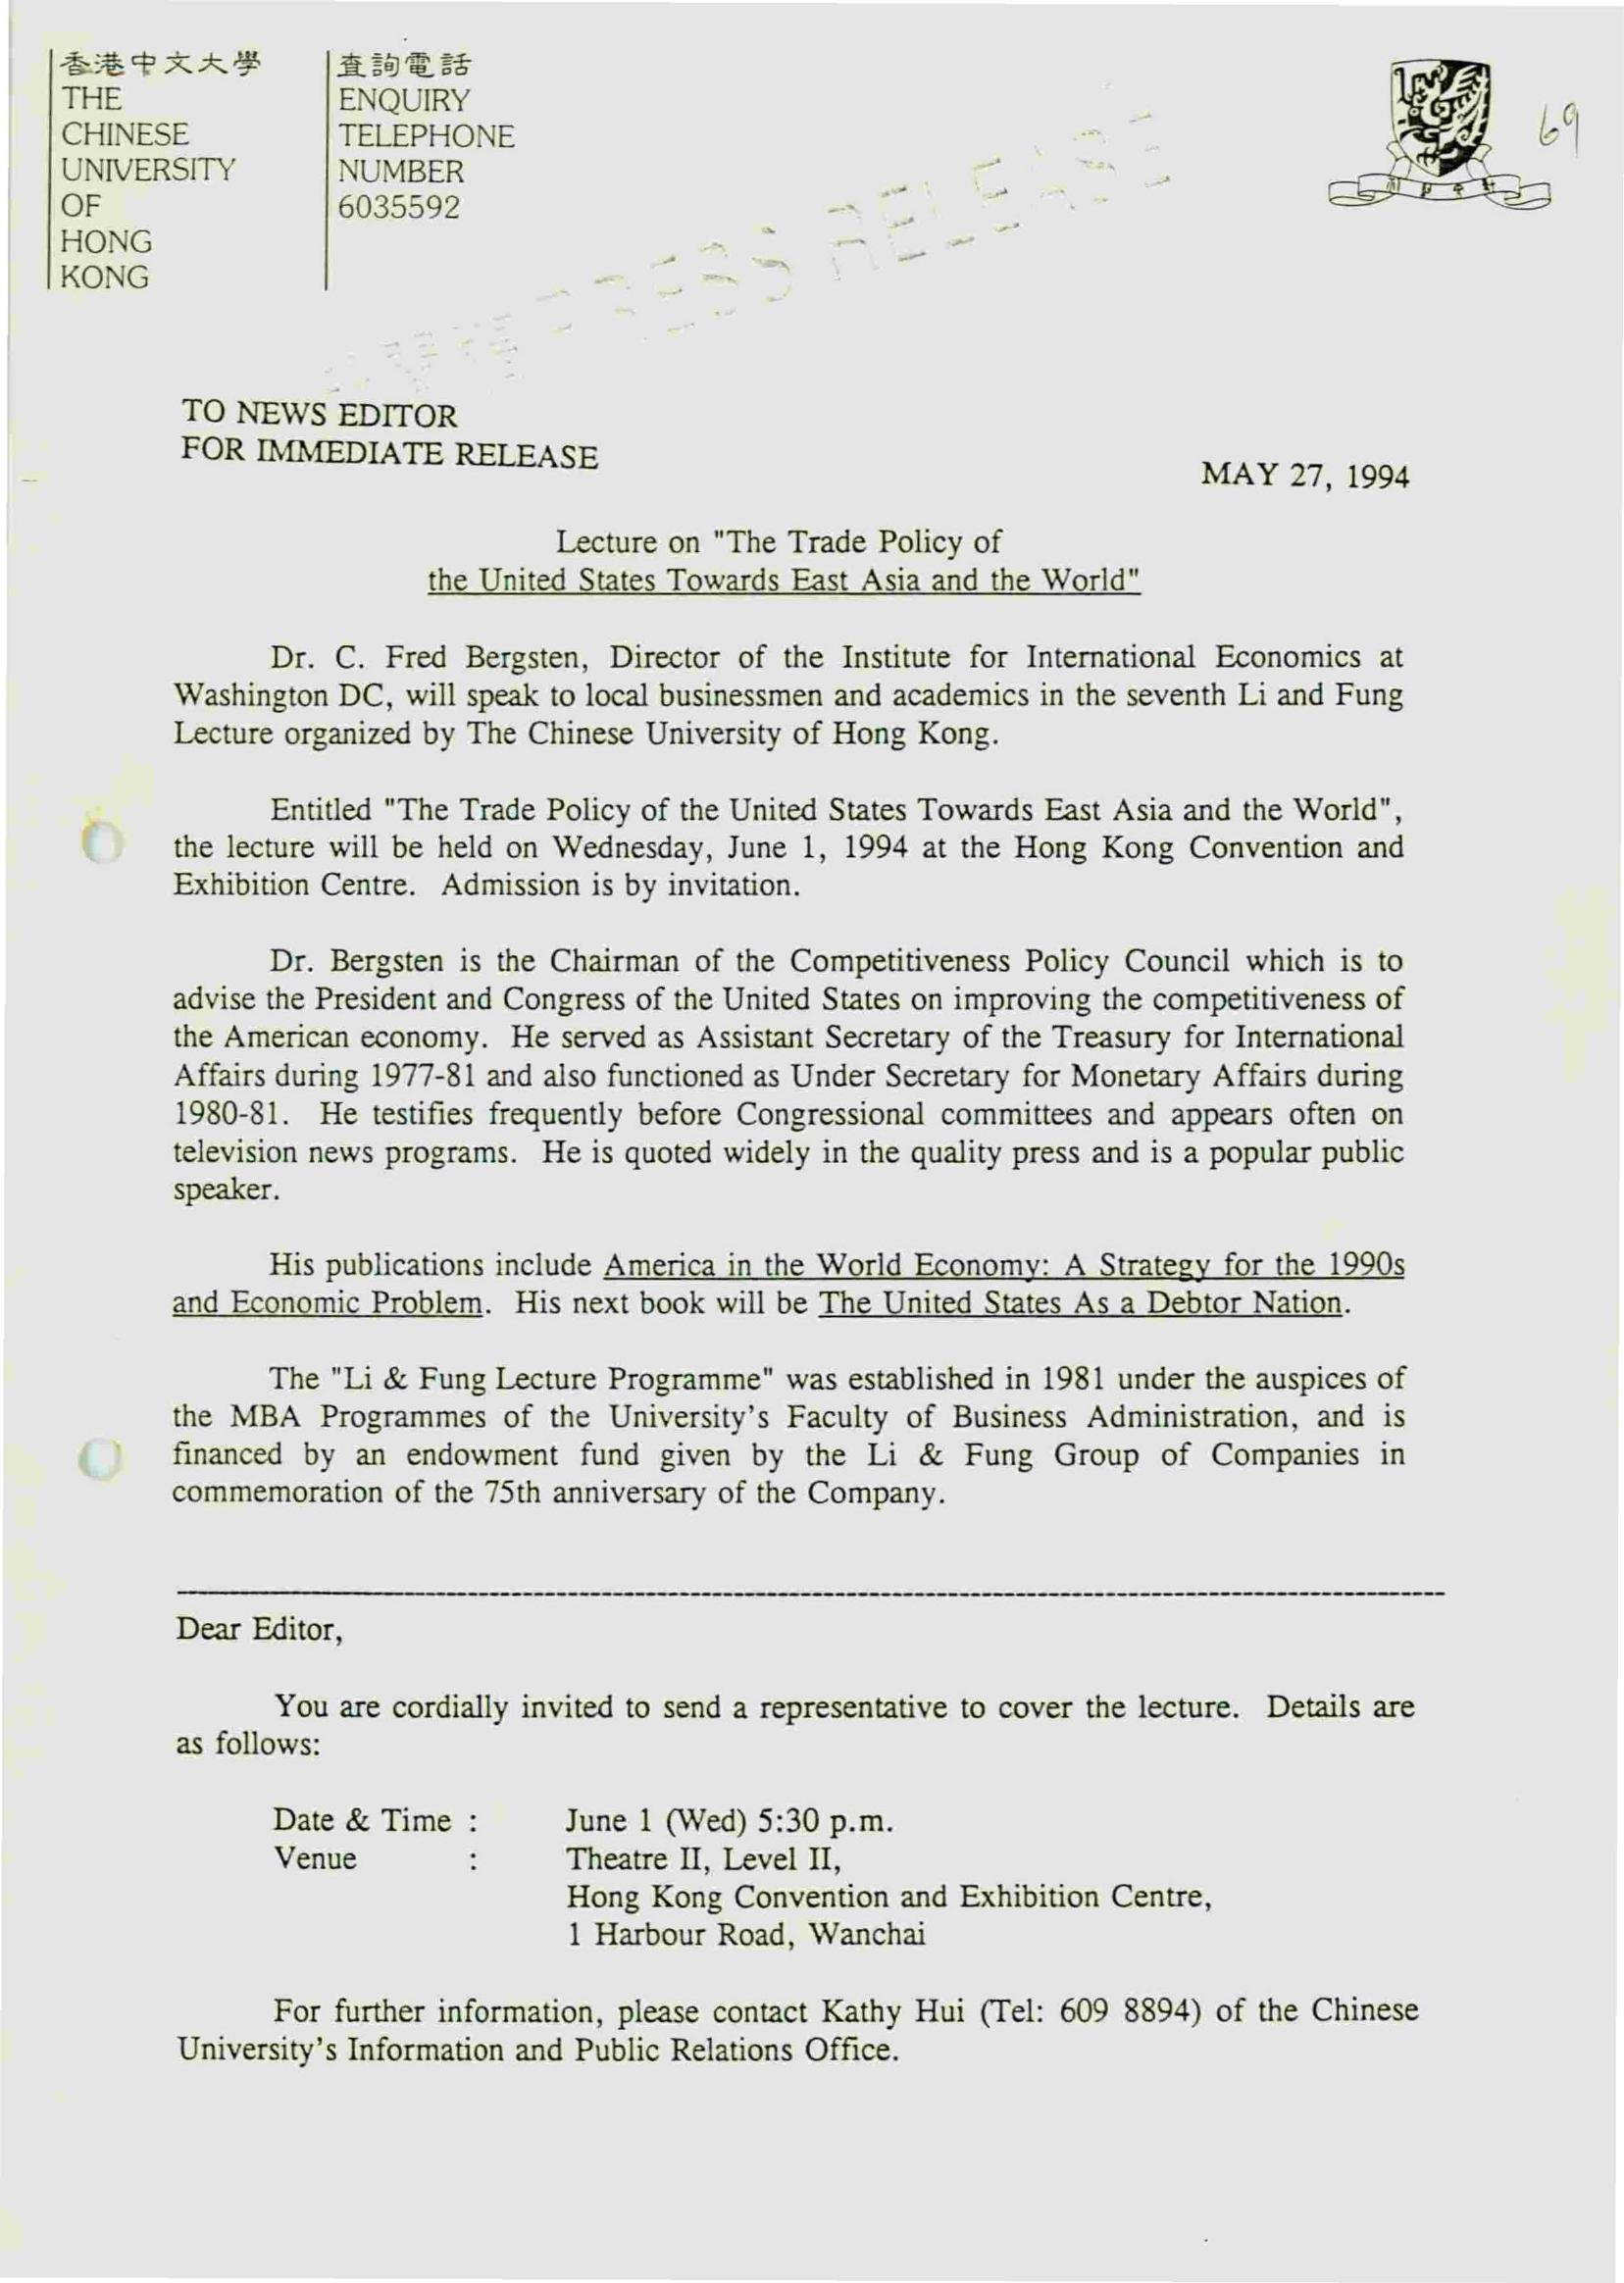 香港中文大學
THE
CHINESE
UNIVERSITY
OF
HONG
KONG
查詢電話
ENQUIRY
TELEPHONE
NUMBER
6035592
69
PRESS RELEASE
TO NEWS EDITOR
FOR IMMEDIATE RELEASE
MAY 27, 1994
Lecture on "The Trade Policy of
the United States Towards East Asia and the World"
Dr. C. Fred Bergsten, Director of the Institute for International Economics at
Washington DC, will speak to local businessmen and academics in the seventh Li and Fung
Lecture organized by The Chinese University of Hong Kong.
Entitled "The Trade Policy of the United States Towards East Asia and the World",
the lecture will be held on Wednesday, June 1, 1994 at the Hong Kong Convention and
Exhibition Centre. Admission is by invitation.
Dr. Bergsten is the Chairman of the Competitiveness Policy Council which is to
advise the President and Congress of the United States on improving the competitiveness of
the American economy. He served as Assistant Secretary of the Treasury for International
Affairs during 1977-81 and also functioned as Under Secretary for Monetary Affairs during
1980-81. He testifies frequently before Congressional committees and appears often on
television news programs. He is quoted widely in the quality press and is a popular public
speaker.
His publications include America in the World Economy: A Strategy for the 1990s
and Economic Problem. His next book will be The United States As a Debtor Nation.
The "Li & Fung Lecture Programme" was established in 1981 under the auspices of
the MBA Programmes of the University's Faculty of Business Administration, and is
financed by an endowment fund given by the Li & Fung Group of Companies in
commemoration of the 75th anniversary of the Company.
Dear Editor,
You are cordially invited to send a representative to cover the lecture. Details are
as follows:
Date & Time : June 1 (Wed) 5:30 p.m.
Venue : Theatre II, Level II,
Hong Kong Convention and Exhibition Centre,
1 Harbour Road, Wanchai
For further information, please contact Kathy Hui (Tel: 609 8894) of the Chinese
University's Information and Public Relations Office.